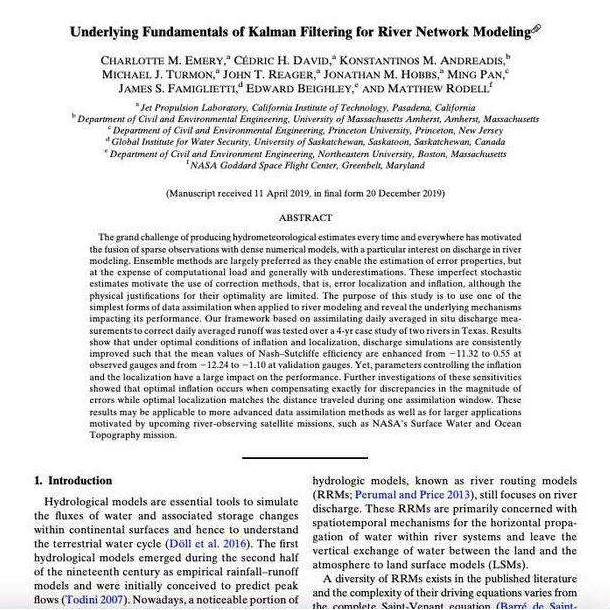 Underlying Fundamentals of Kalman Filtering for River Network Modeling
CHARLOTTE M. EMERY,ᵃ CÉDRIC H. DAVID,ᵃ KONSTANTINOS M. ANDREADIS,ᵇ
MICHAEL J. TURMON,ᵃ JOHN T. REAGER,ᵃ JONATHAN M. HOBBS,ᵃ MING PAN,ᶜ
JAMES S. FAMIGLIETTI,ᵈ EDWARD BEIGHLEY,ᵉ AND MATTHEW RODELLᶠ
ᵃ Jet Propulsion Laboratory, California Institute of Technology, Pasadena, California
ᵇ Department of Civil and Environmental Engineering, University of Massachusetts Amherst, Amherst, Massachusetts
ᶜ Department of Civil and Environmental Engineering, Princeton University, Princeton, New Jersey
ᵈ Global Institute for Water Security, University of Saskatchewan, Saskatoon, Saskatchewan, Canada
ᵉ Department of Civil and Environment Engineering, Northeastern University, Boston, Massachusetts
ᶠ NASA Goddard Space Flight Center, Greenbelt, Maryland
(Manuscript received 11 April 2019, in final form 20 December 2019)
ABSTRACT
The grand challenge of producing hydrometeorological estimates every time and everywhere has motivated
the fusion of sparse observations with dense numerical models, with a particular interest on discharge in river
modeling. Ensemble methods are largely preferred as they enable the estimation of error properties, but
at the expense of computational load and generally with underestimations. These imperfect stochastic
estimates motivate the use of correction methods, that is, error localization and inflation, although the
physical justifications for their optimality are limited. The purpose of this study is to use one of the
simplest forms of data assimilation when applied to river modeling and reveal the underlying mechanisms
impacting its performance. Our framework based on assimilating daily averaged in situ discharge mea-
surements to correct daily averaged runoff was tested over a 4-yr case study of two rivers in Texas. Results
show that under optimal conditions of inflation and localization, discharge simulations are consistently
improved such that the mean values of Nash–Sutcliffe efficiency are enhanced from −11.32 to 0.55 at
observed gauges and from −12.24 to −1.10 at validation gauges. Yet, parameters controlling the inflation
and the localization have a large impact on the performance. Further investigations of these sensitivities
showed that optimal inflation occurs when compensating exactly for discrepancies in the magnitude of
errors while optimal localization matches the distance traveled during one assimilation window. These
results may be applicable to more advanced data assimilation methods as well as for larger applications
motivated by upcoming river-observing satellite missions, such as NASA's Surface Water and Ocean
Topography mission.
1. Introduction
Hydrological models are essential tools to simulate
the fluxes of water and associated storage changes
within continental surfaces and hence to understand
the terrestrial water cycle (Döll et al. 2016). The first
hydrological models emerged during the second half
of the nineteenth century as empirical rainfall–runoff
models and were initially conceived to predict peak
flows (Todini 2007). Nowadays, a noticeable portion of
hydrologic models, known as river routing models
(RRMs; Perumal and Price 2013), still focuses on river
discharge. These RRMs are primarily concerned with
spatiotemporal mechanisms for the horizontal propa-
gation of water within river systems and leave the
vertical exchange of water between the land and the
atmosphere to land surface models (LSMs).
A diversity of RRMs exists in the published literature
and the complexity of their driving equations varies from
the complete Saint-Venant equation (Barré de Saint-